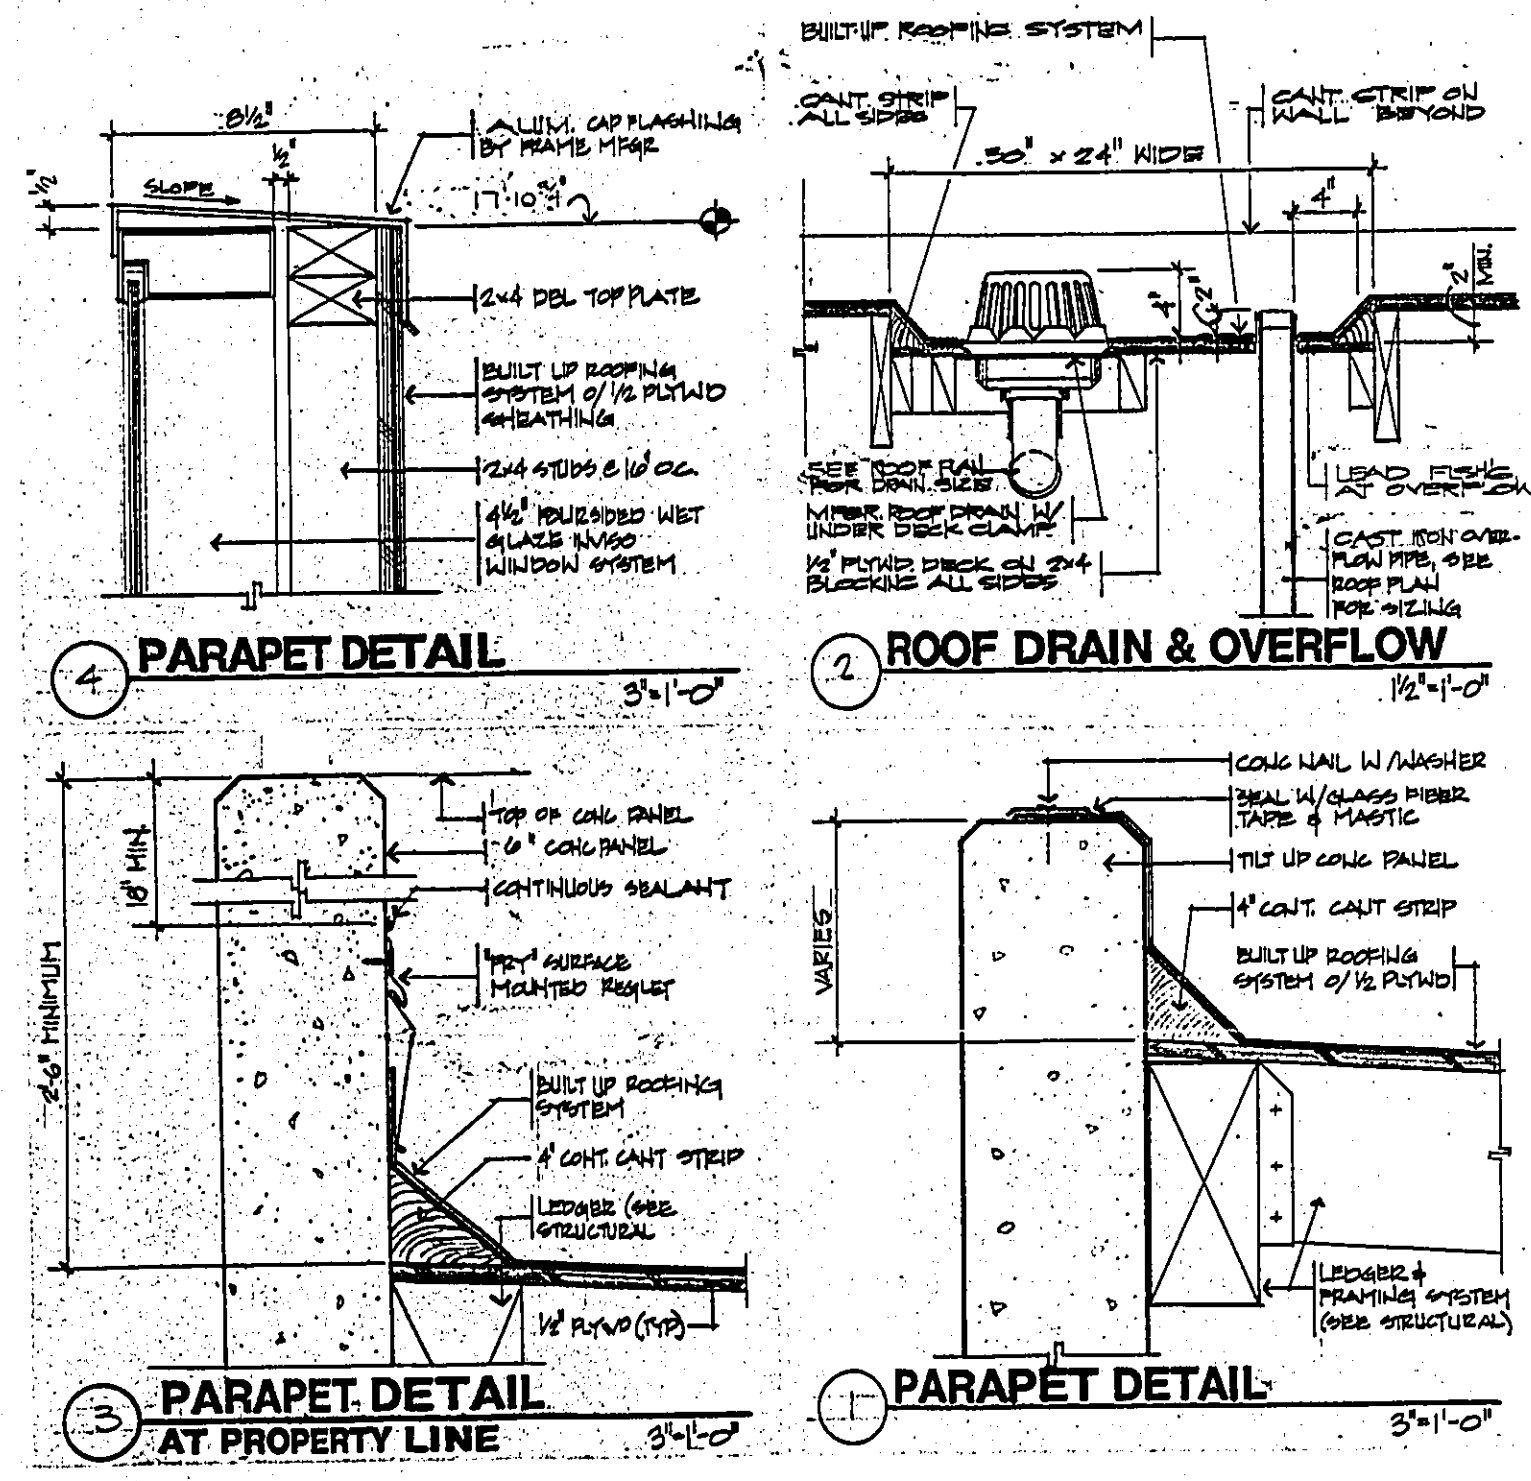 8½"
½"
½"
SLOPE
ALUM. CAP FLASHING
BY FRAME MFGR
2x4 DBL TOP PLATE
BUILT UP ROOFING
SYSTEM O/ ½ PLYWD
SHEATHING
2x4 STUDS @ 16" OC.
4½" FOURSIDED WET
GLAZE INVISO
WINDOW SYSTEM
4
PARAPET DETAIL
3"=1'-0"
BUILT-UP ROOFING SYSTEM
CANT STRIP
ALL SIDES
CANT STRIP ON
WALL BEYOND
30" x 24" WIDE
4"
4"
2"
2"
MIN.
SEE ROOF PLAN
FOR DRAIN SIZE
MFGR. ROOF DRAIN W/
UNDER DECK CLAMP
½" PLYWD. DECK ON 2x4
BLOCKING ALL SIDES
LEAD FLSH'G
AT OVERFLOW
CAST IRON OVER-
FLOW PIPE, SEE
ROOF PLAN
FOR SIZING
2
ROOF DRAIN & OVERFLOW
1½"=1'-0"
18" MIN.
2'-6" MINIMUM
TOP OF CONC PANEL
6" CONC PANEL
CONTINUOUS SEALANT
"FRY" SURFACE
MOUNTED REGLET
BUILT UP ROOFING
SYSTEM
4" CONT. CANT STRIP
LEDGER (SEE
STRUCTURAL
½" PLYWD (TYP)
3
PARAPET DETAIL
AT PROPERTY LINE
3"=1'-0"
CONC NAIL W/WASHER
SEAL W/GLASS FIBER
TAPE & MASTIC
TILT UP CONC PANEL
4" CONT. CANT STRIP
BUILT UP ROOFING
SYSTEM O/ ½ PLYWD
VARIES
LEDGER &
FRAMING SYSTEM
(SEE STRUCTURAL)
1
PARAPET DETAIL
3"=1'-0"